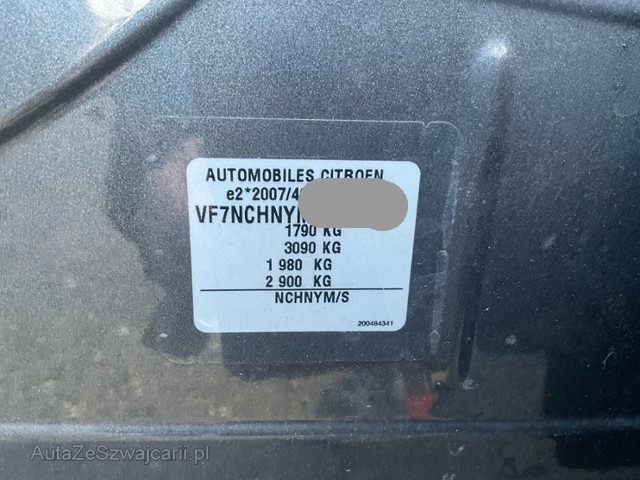 AUTOMOBILES CITROEN
e2*2007/4
VF7NCHNY
1790 KG
3090 KG
1 980 KG
2 900 KG
NCHNYM/S
200484341
AutaZeSzwajcarii.pl